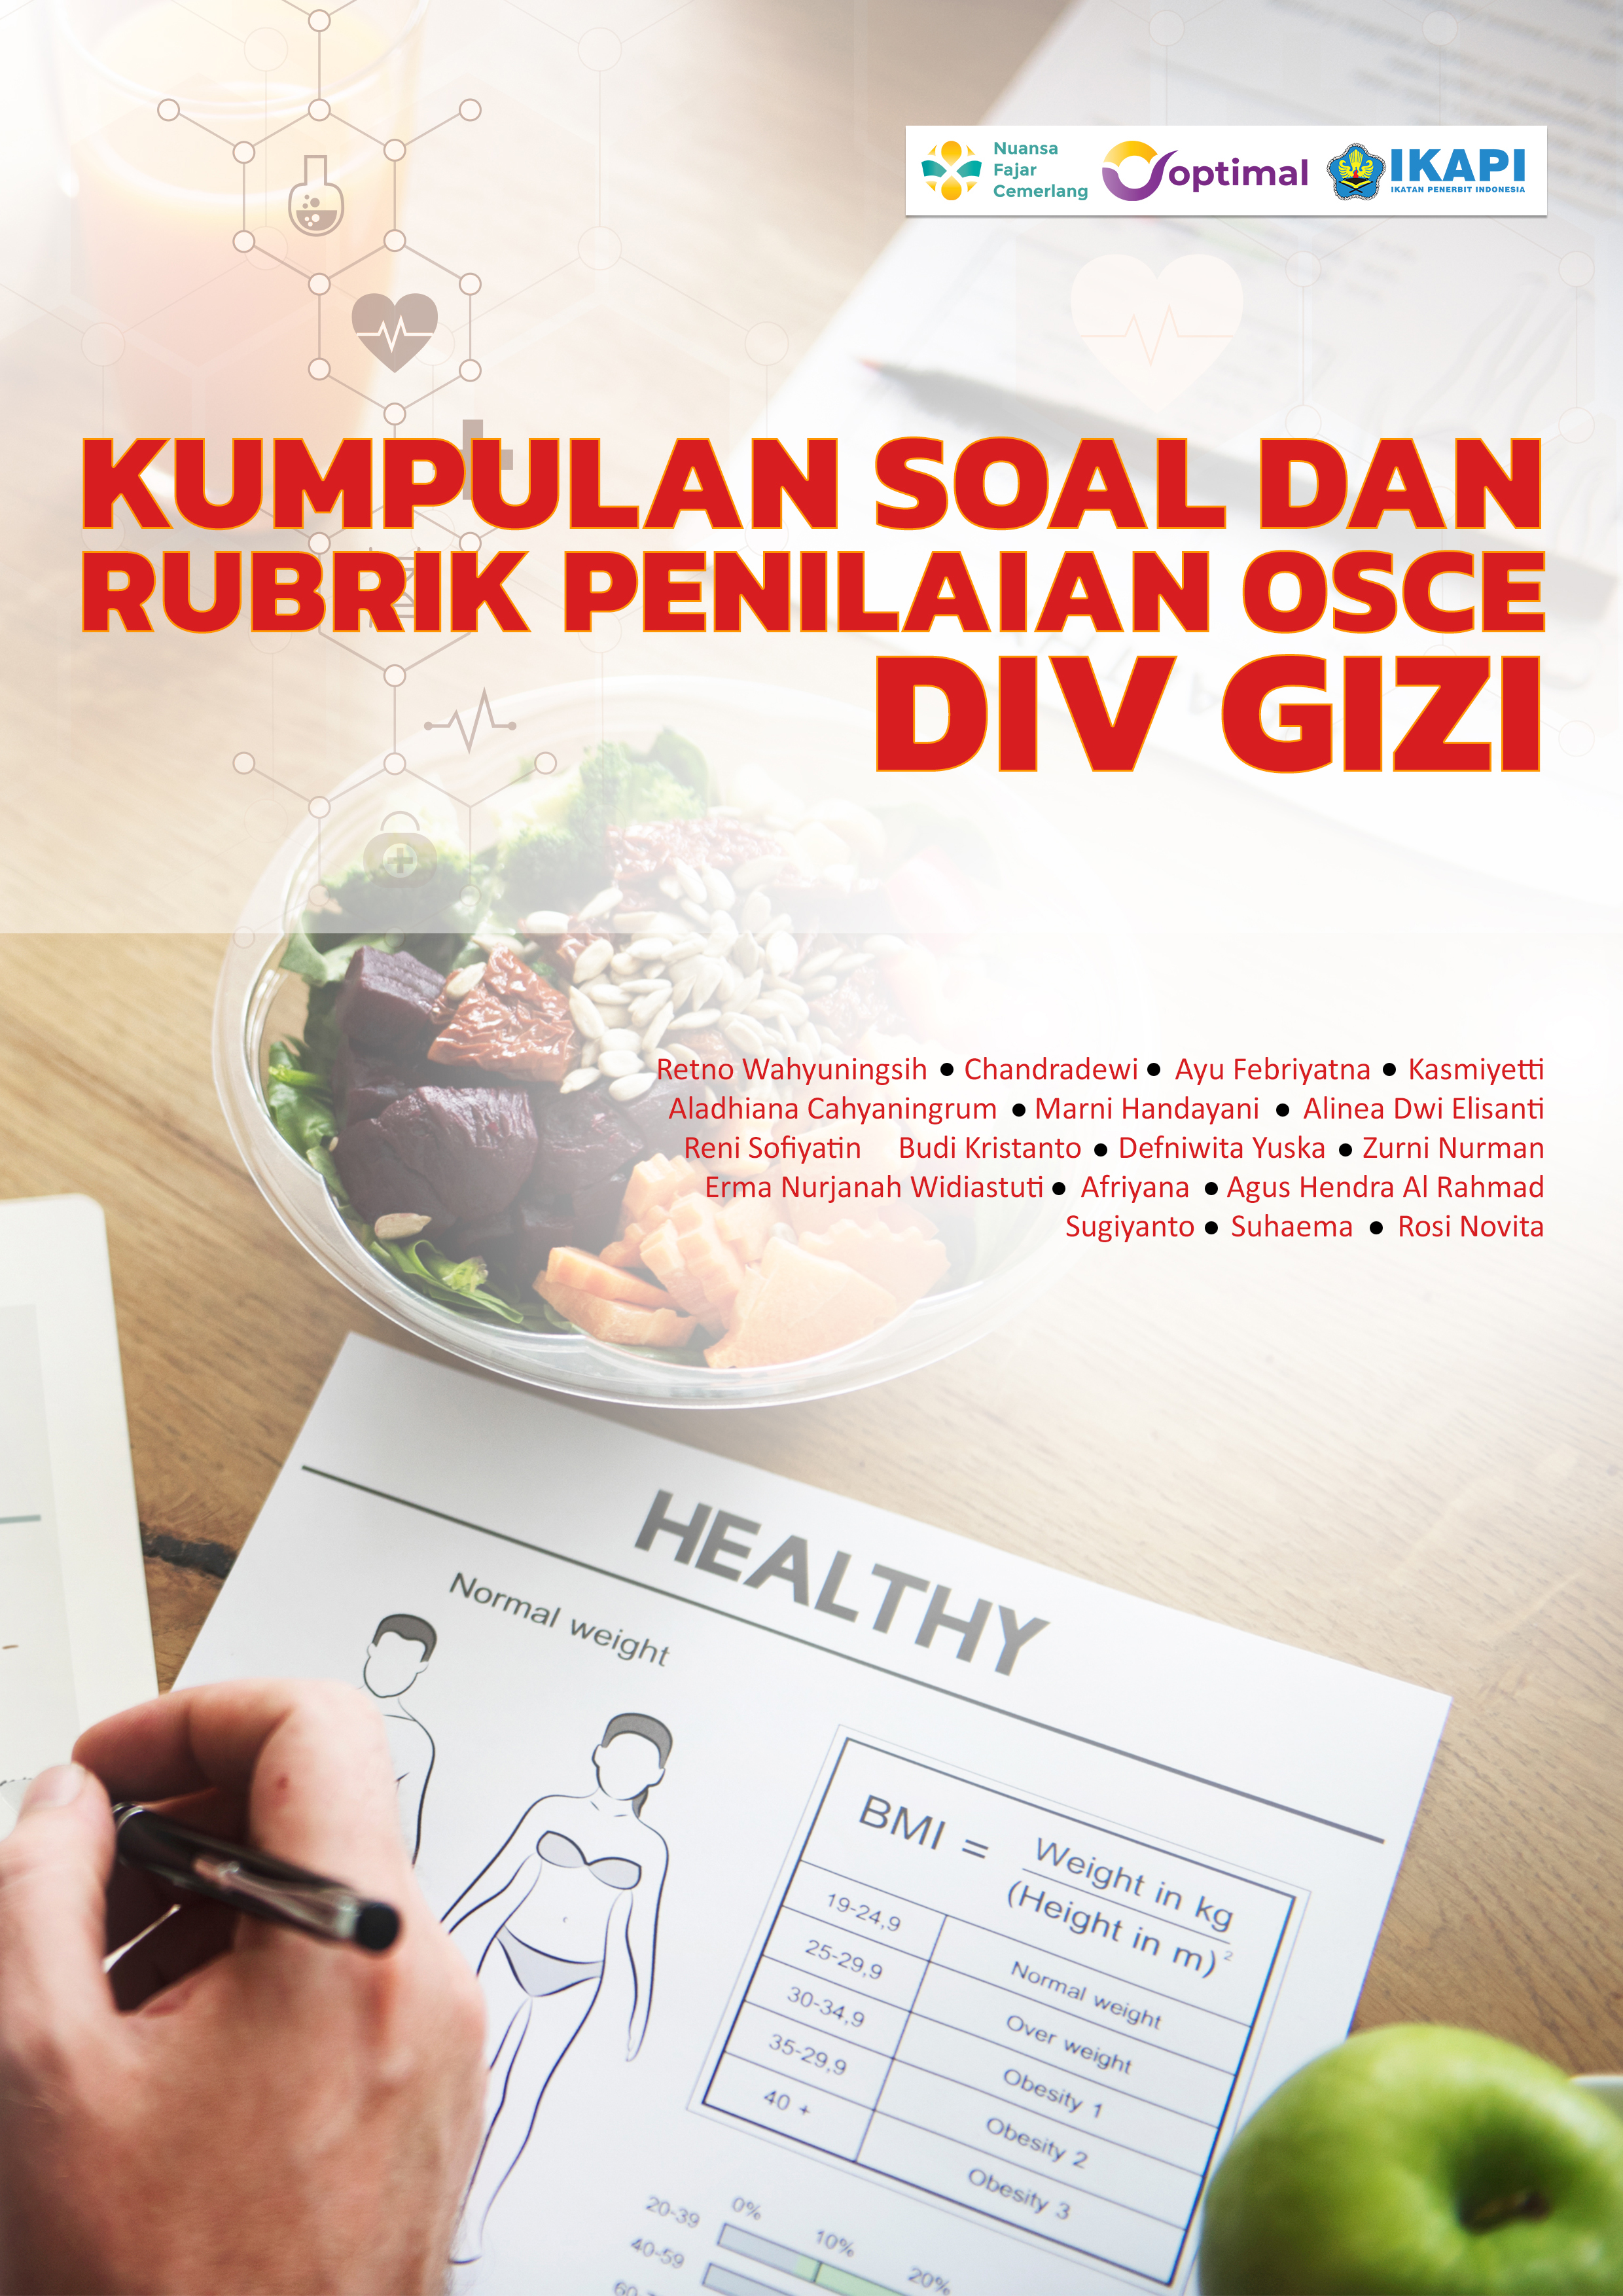 Nuansa
Fajar
Cemerlang
optimal
IKAPI
IKATAN PENERBIT INDONESIA
KUMPULAN SOAL DAN
RUBRIK PENILAIAN OSCE
DIV GIZI
Retno Wahyuningsih • Chandradewi • Ayu Febriyatna • Kasmiyetti
Aladhiana Cahyaningrum • Marni Handayani • Alinea Dwi Elisanti
Reni Sofiyatin Budi Kristanto • Defniwita Yuska • Zurni Nurman
Erma Nurjanah Widiastuti • Afriyana • Agus Hendra Al Rahmad
Sugiyanto • Suhaema • Rosi Novita
HEALTHY
Normal weight
BMI = Weight in kg
(Height in m)²
19-24,9 Normal weight
25-29,9 Over weight
30-34,9 Obesity 1
35-29,9 Obesity 2
40 + Obesity 3
0% 10% 20%
20-39
40-59